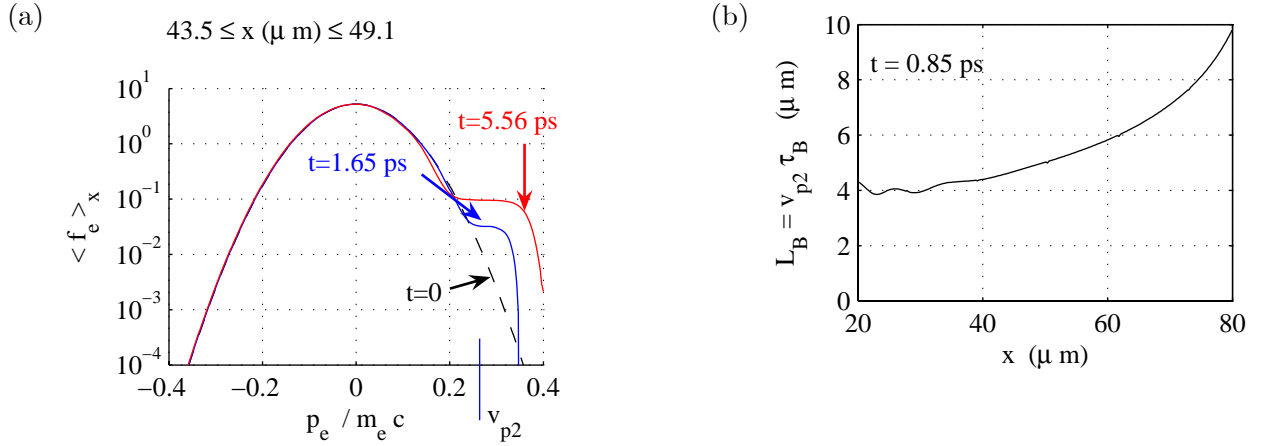 (a)
43.5 ≤ x (μ m) ≤ 49.1
10^1
10^0
10^−1
10^−2
10^−3
10^−4
< f_e >_x
t=5.56 ps
t=1.65 ps
t=0
−0.4 −0.2 0 0.2 0.4
p_e / m_e c
v_p2
(b)
10
8
6
4
2
0
L_B = v_p2 τ_B (μ m)
t = 0.85 ps
20 40 60 80
x (μ m)